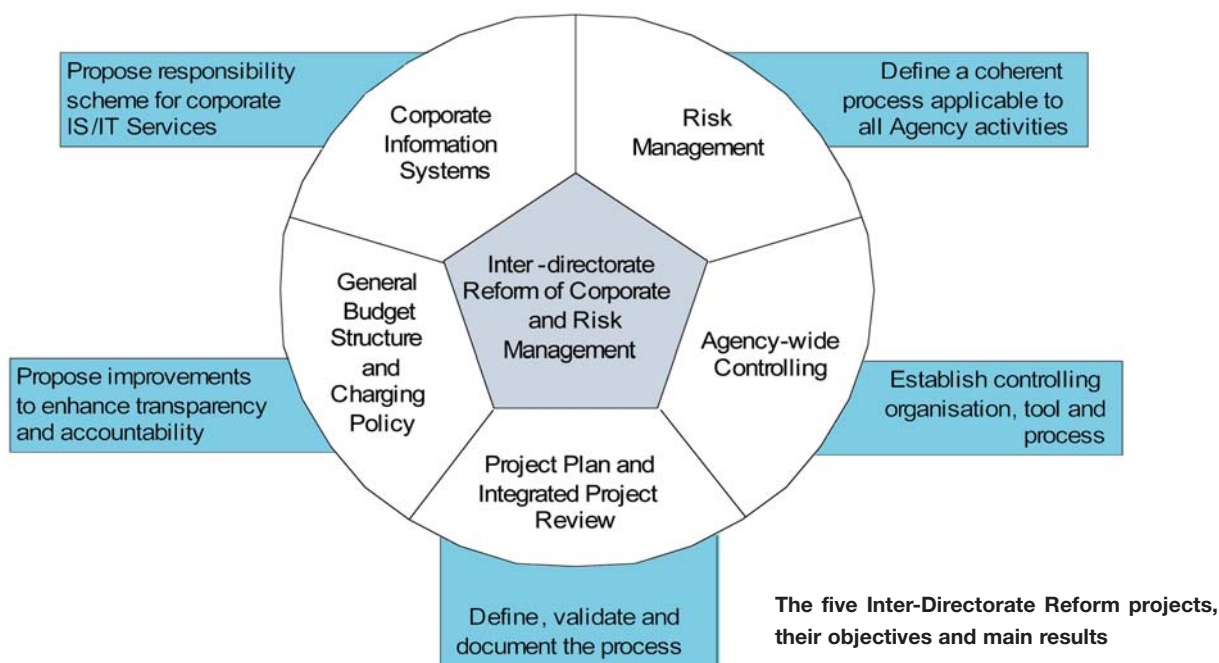 Propose responsibility
scheme for corporate
IS/IT Services
Corporate
Information
Systems
Risk
Management
Define a coherent
process applicable to
all Agency activities
Inter-directorate
Reform of Corporate
and Risk
Management
General
Budget
Structure
and
Charging
Policy
Agency-wide
Controlling
Propose improvements
to enhance transparency
and accountability
Establish controlling
organisation, tool and
process
Project Plan and
Integrated Project
Review
Define, validate and
document the process
The five Inter-Directorate Reform projects,
their objectives and main results